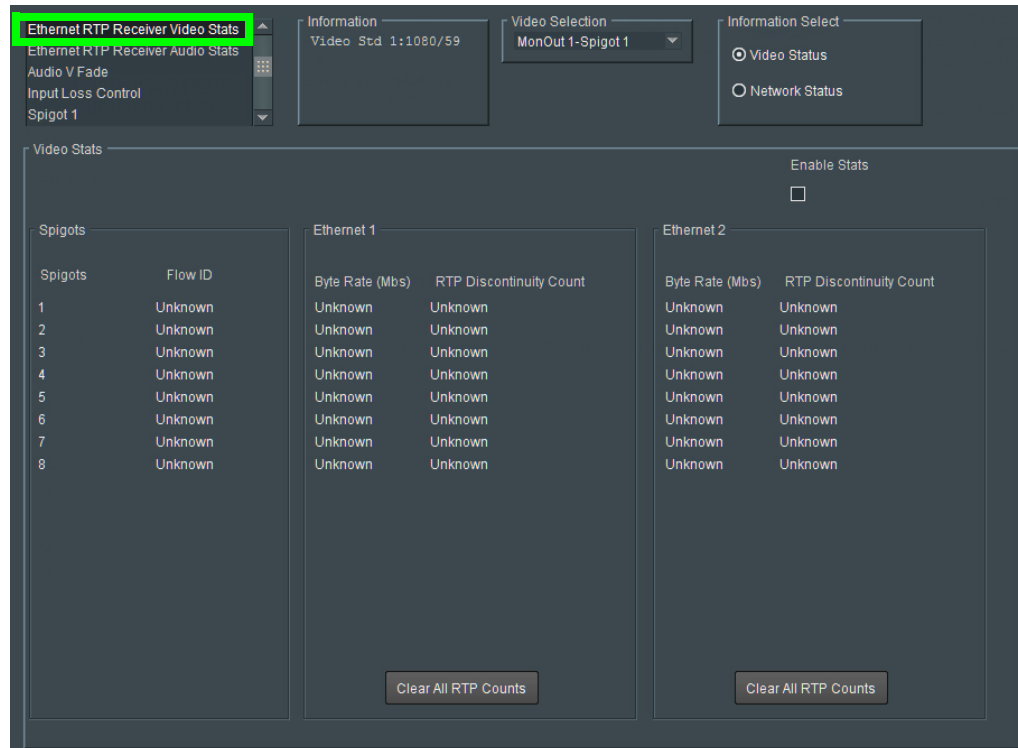 Ethernet RTP Receiver Video Stats
Ethernet RTP Receiver Audio Stats
Audio V Fade
Input Loss Control
Spigot 1
Information
Video Std 1:1080/59
Video Selection
MonOut 1-Spigot 1
Information Select
Video Status
Network Status
Video Stats
Enable Stats
Spigots
Spigots Flow ID
1 Unknown
2 Unknown
3 Unknown
4 Unknown
5 Unknown
6 Unknown
7 Unknown
8 Unknown
Ethernet 1
Byte Rate (Mbs) RTP Discontinuity Count
Unknown Unknown
Unknown Unknown
Unknown Unknown
Unknown Unknown
Unknown Unknown
Unknown Unknown
Unknown Unknown
Unknown Unknown
Clear All RTP Counts
Ethernet 2
Byte Rate (Mbs) RTP Discontinuity Count
Unknown Unknown
Unknown Unknown
Unknown Unknown
Unknown Unknown
Unknown Unknown
Unknown Unknown
Unknown Unknown
Unknown Unknown
Clear All RTP Counts